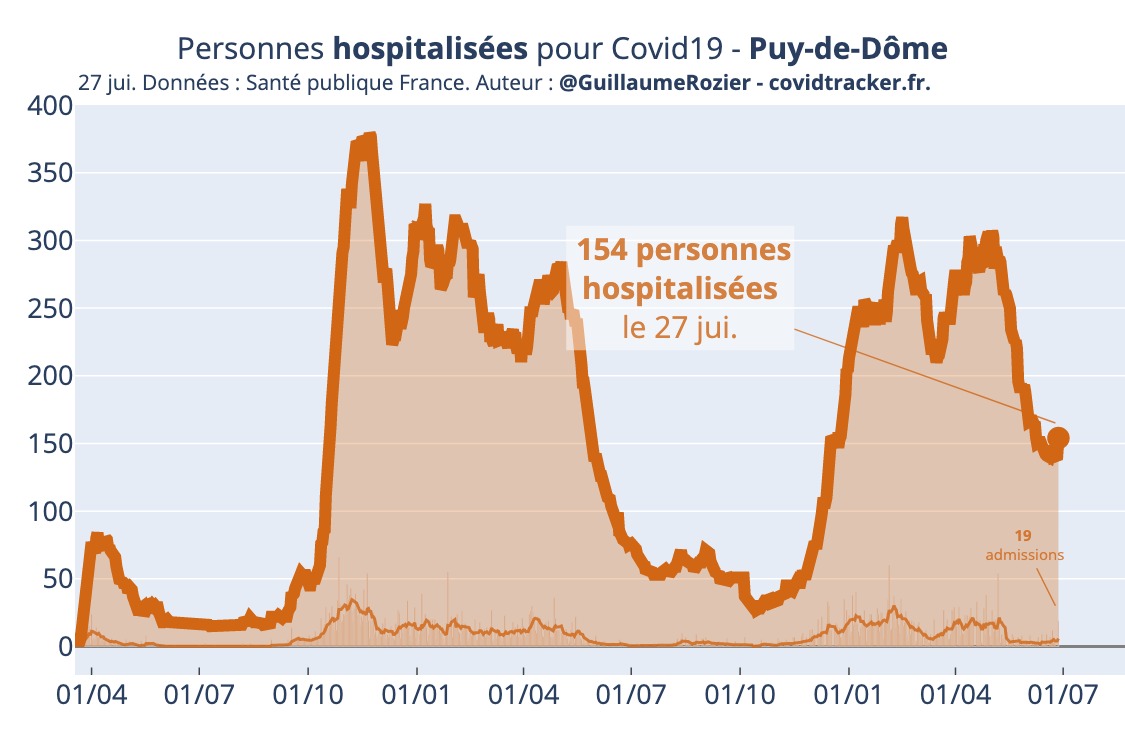 Personnes hospitalisées pour Covid19 - Puy-de-Dôme
27 jui. Données : Santé publique France. Auteur : @GuillaumeRozier - covidtracker.fr.
400
350
300
250
200
150
100
50
0
154 personnes
hospitalisées
le 27 jui.
19
admissions
01/04 01/07 01/10 01/01 01/04 01/07 01/10 01/01 01/04 01/07